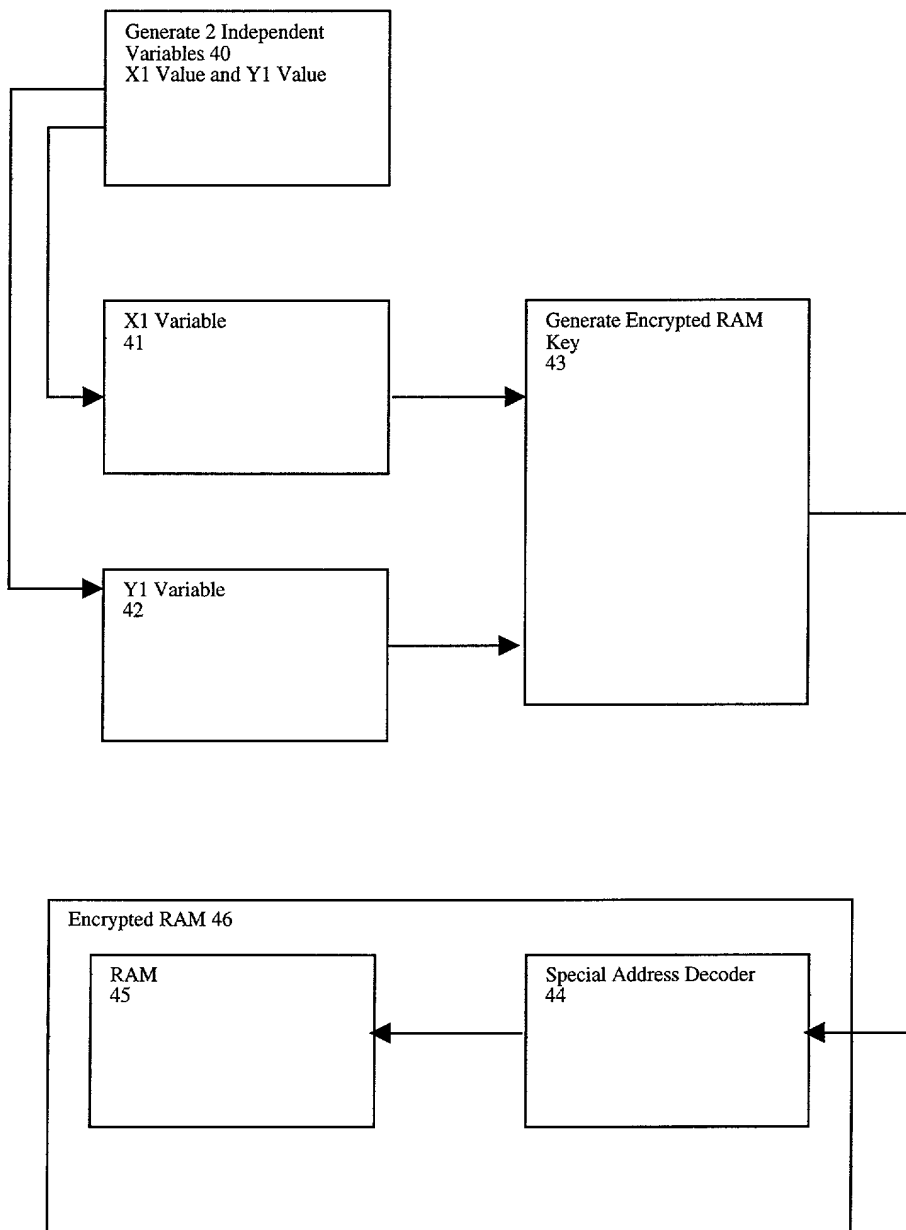 Generate 2 Independent
Variables 40
X1 Value and Y1 Value
X1 Variable
41
Generate Encrypted RAM
Key
43
Y1 Variable
42
Encrypted RAM 46
RAM
45
Special Address Decoder
44